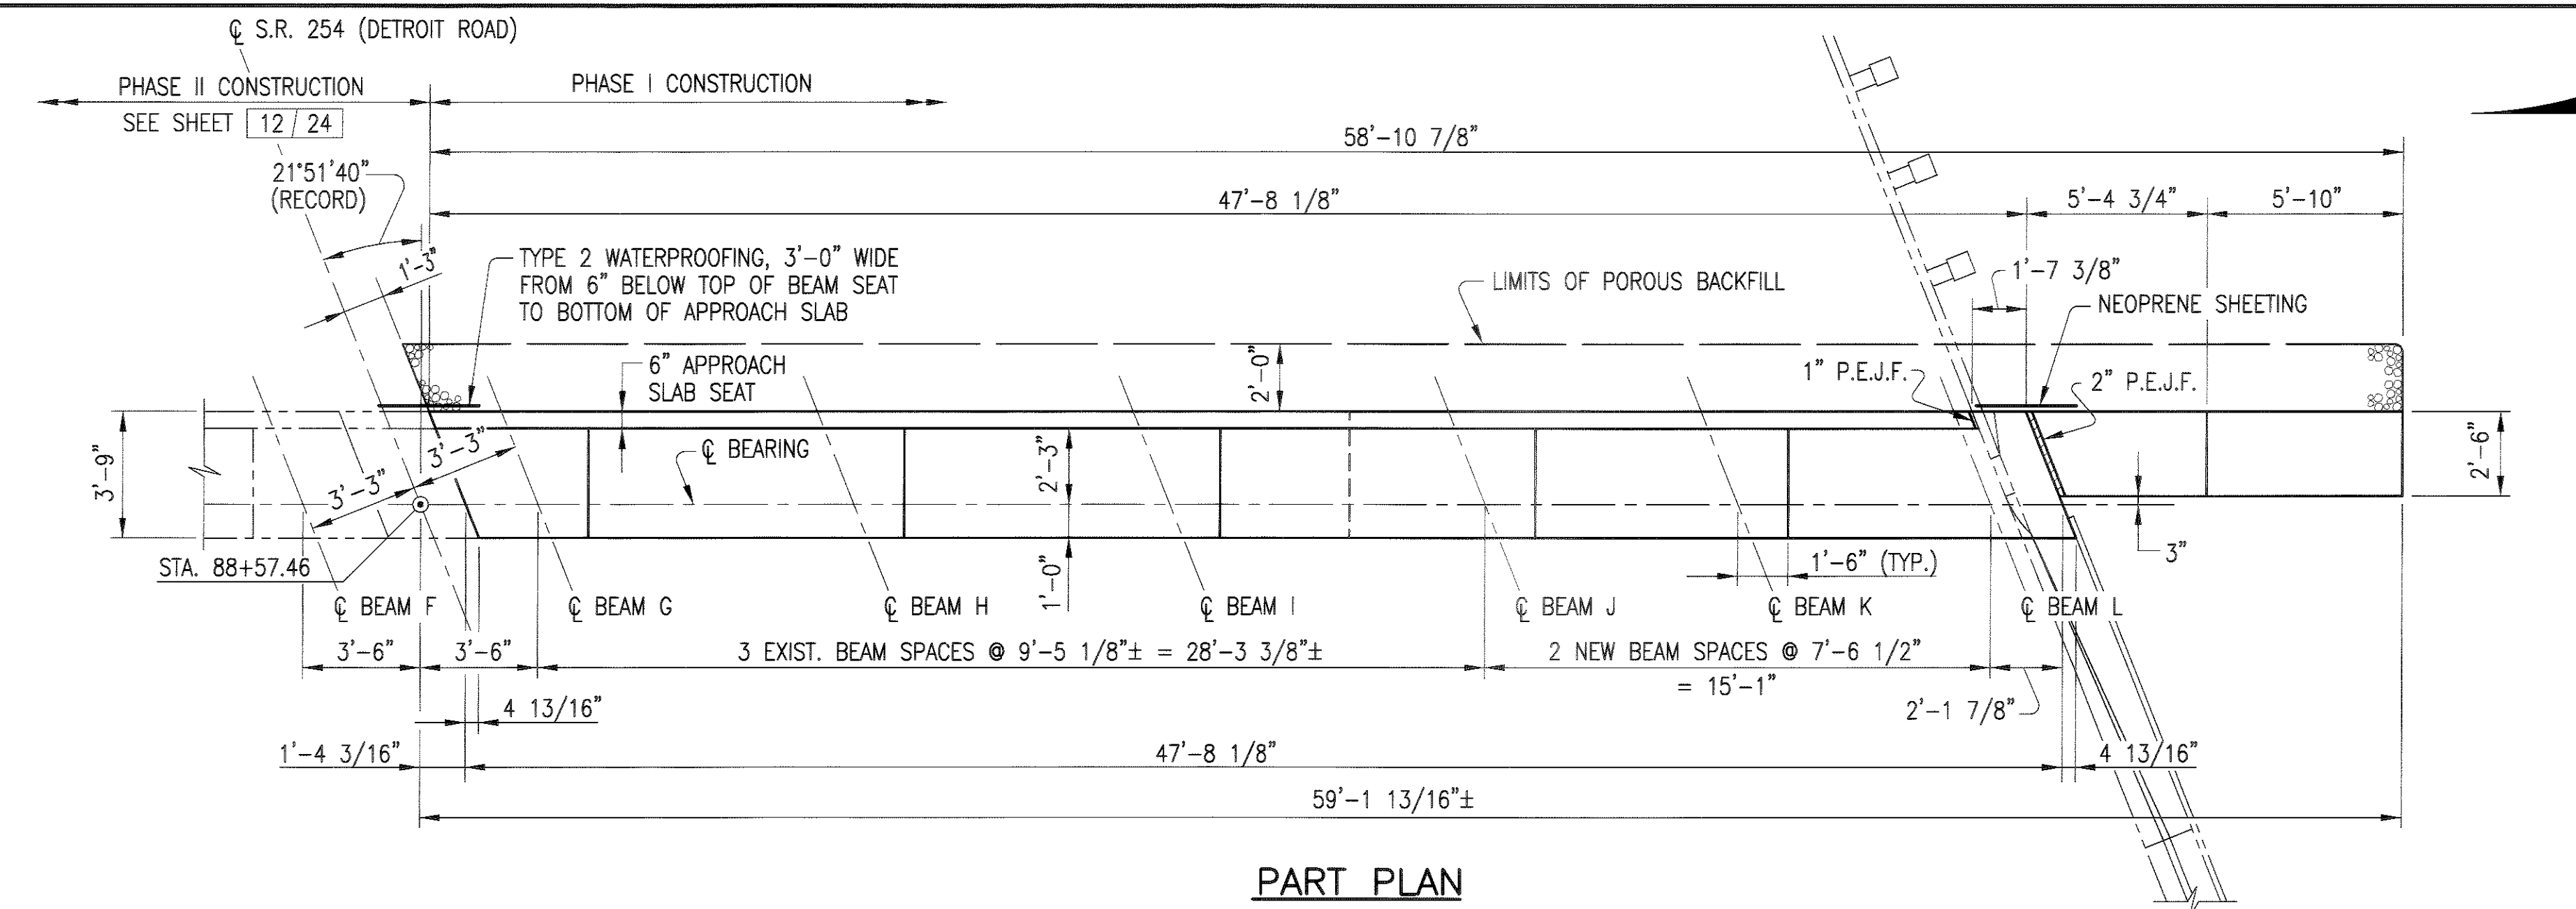 ℄ S.R. 254 (DETROIT ROAD)
PHASE II CONSTRUCTION
PHASE I CONSTRUCTION
SEE SHEET 12 / 24
58'-10 7/8"
21°51'40"
(RECORD)
47'-8 1/8"
5'-4 3/4"
5'-10"
1'-3"
TYPE 2 WATERPROOFING, 3'-0" WIDE
FROM 6" BELOW TOP OF BEAM SEAT
TO BOTTOM OF APPROACH SLAB
LIMITS OF POROUS BACKFILL
1'-7 3/8"
NEOPRENE SHEETING
6" APPROACH
SLAB SEAT
2'-0"
1" P.E.J.F.
2" P.E.J.F.
3'-9"
3'-3"
3'-3"
℄ BEARING
2'-3"
2'-6"
STA. 88+57.46
1'-0"
1'-6" (TYP.)
3"
℄ BEAM F
℄ BEAM G
℄ BEAM H
℄ BEAM I
℄ BEAM J
℄ BEAM K
℄ BEAM L
3'-6"
3'-6"
3 EXIST. BEAM SPACES @ 9'-5 1/8"± = 28'-3 3/8"±
2 NEW BEAM SPACES @ 7'-6 1/2"
= 15'-1"
2'-1 7/8"
4 13/16"
1'-4 3/16"
47'-8 1/8"
4 13/16"
59'-1 13/16"±
PART PLAN